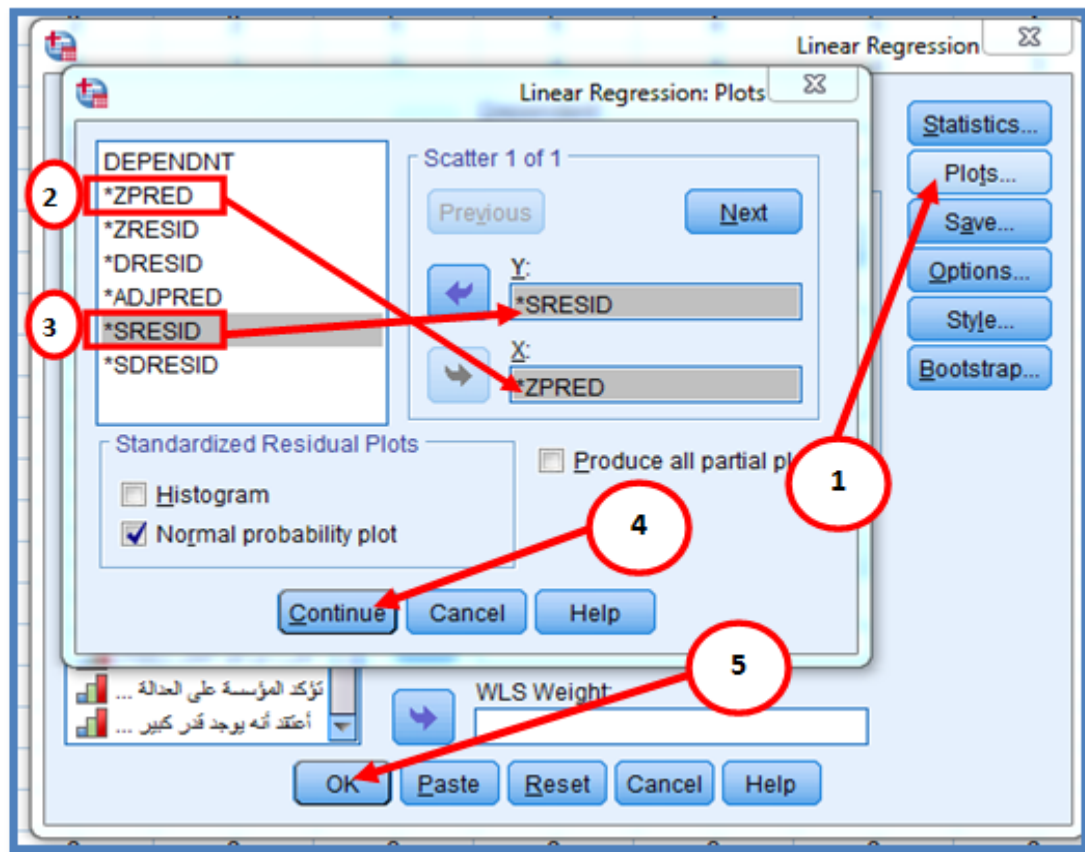 Linear Regression
Linear Regression: Plots
Statistics...
Plots...
Save...
Options...
Style...
Bootstrap...
DEPENDNT
*ZPRED
*ZRESID
*DRESID
*ADJPRED
*SRESID
*SDRESID
2
3
Scatter 1 of 1
Previous
Next
Y:
*SRESID
X:
*ZPRED
Standardized Residual Plots
Histogram
Normal probability plot
Produce all partial
1
4
Continue
Cancel
Help
5
تؤكد المؤسسة على العدالة ...
أعتقد أنه يوجد قدر كبير ...
WLS Weight:
OK
Paste
Reset
Cancel
Help